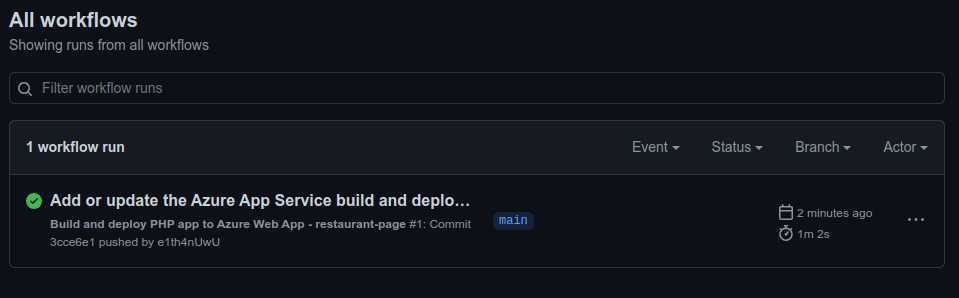 All workflows
Showing runs from all workflows
Filter workflow runs
1 workflow run Event Status Branch Actor
Add or update the Azure App Service build and deplo...
Build and deploy PHP app to Azure Web App - restaurant-page #1: Commit
3cce6e1 pushed by e1th4nUwU
main
2 minutes ago
1m 2s